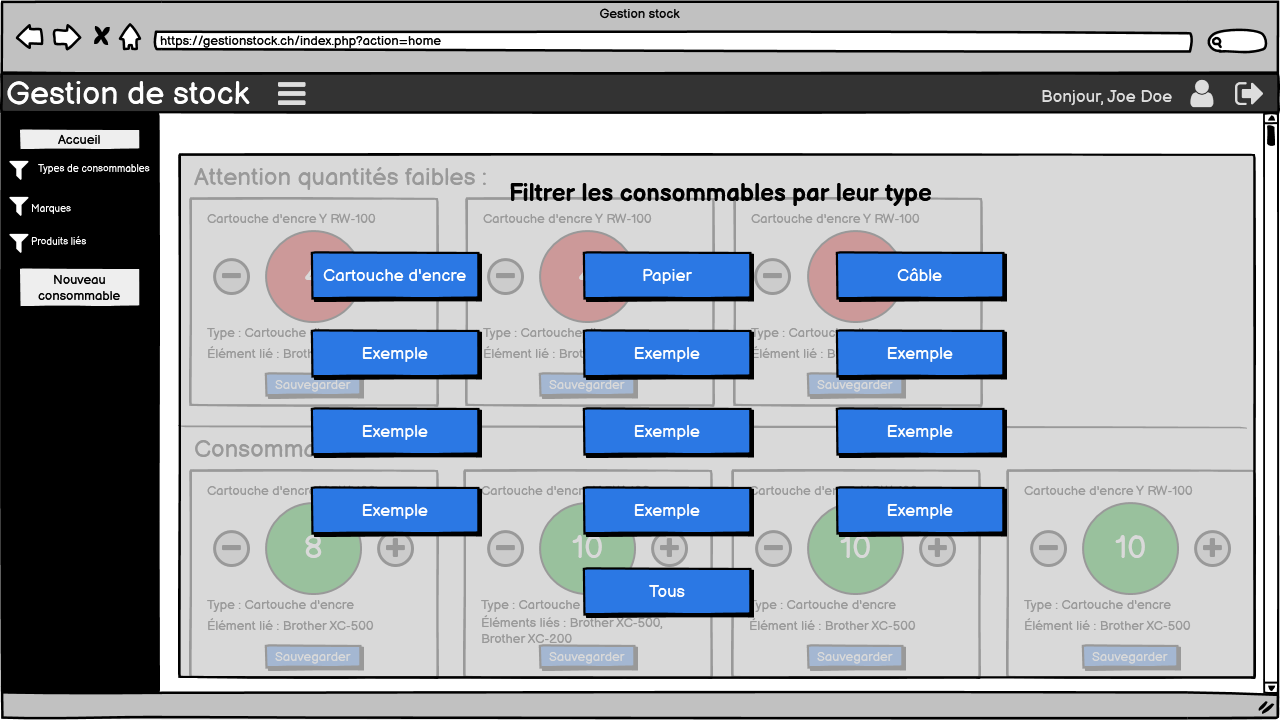 Gestion stock
https://gestionstock.ch/index.php?action=home
Gestion de stock
Bonjour, Joe Doe
Accueil
Types de consommables
Marques
Produits liés
Nouveau
consommable
Attention quantités faibles :
Filtrer les consommables par leur type
Cartouche d'encre Y RW-100
Cartouche d'encre Y RW-100
Cartouche d'encre Y RW-100
Cartouche d'encre
Papier
Câble
Type : Cartouche
Type : Cartouche
Type : Cartouche
Exemple
Exemple
Exemple
Élément lié :
Élément lié :
Élément lié :
Sauvegarder
Sauvegarder
Sauvegarder
Exemple
Exemple
Exemple
Cartouche
Cartouche d'encre
Cartouche d'encre
Cartouche d'encre Y RW-100
Exemple
Exemple
Exemple
8
10
10
10
Type : Cartouche d'encre
Type : Cartouche
Type : Cartouche d'encre
Type : Cartouche d'encre
Tous
Élément lié : Brother XC-500
Éléments liés : Brother XC-500,
Brother XC-200
Élément lié : Brother XC-500
Élément lié : Brother XC-500
Sauvegarder
Sauvegarder
Sauvegarder
Sauvegarder